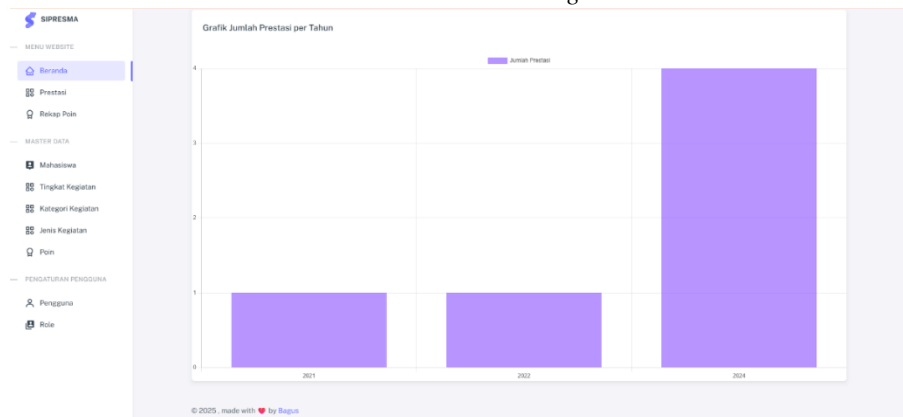 SIPRESMA
MENU WEBSITE
Beranda
Prestasi
Rekap Poin
MASTER DATA
Mahasiswa
Tingkat Kegiatan
Kategori Kegiatan
Jenis Kegiatan
Poin
PENGATURAN PENGGUNA
Pengguna
Role
Grafik Jumlah Prestasi per Tahun
Jumlah Prestasi
4
3
2
1
0
2021
2022
2024
© 2025 , made with ❤ by Bagus